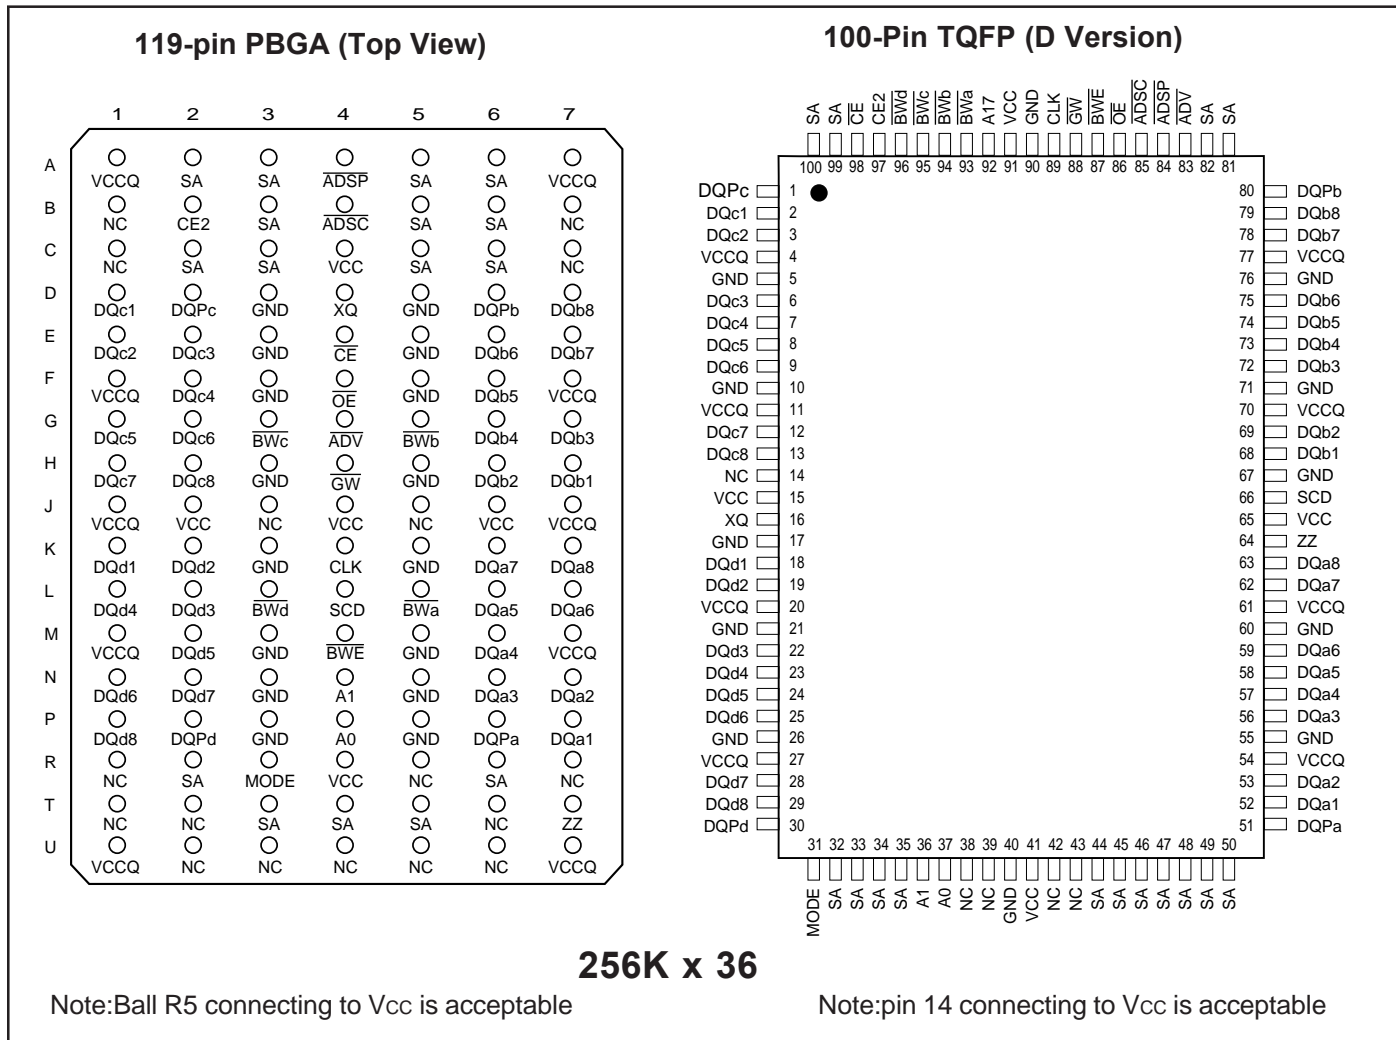 119-pin PBGA (Top View)
1 2 3 4 5 6 7
A
VCCQ SA SA ADSP SA SA VCCQ
B
NC CE2 SA ADSC SA SA NC
C
NC SA SA VCC SA SA NC
D
DQc1 DQPc GND XQ GND DQPb DQb8
E
DQc2 DQc3 GND CE GND DQb6 DQb7
F
VCCQ DQc4 GND OE GND DQb5 VCCQ
G
DQc5 DQc6 BWc ADV BWb DQb4 DQb3
H
DQc7 DQc8 GND GW GND DQb2 DQb1
J
VCCQ VCC NC VCC NC VCC VCCQ
K
DQd1 DQd2 GND CLK GND DQa7 DQa8
L
DQd4 DQd3 BWd SCD BWa DQa5 DQa6
M
VCCQ DQd5 GND BWE GND DQa4 VCCQ
N
DQd6 DQd7 GND A1 GND DQa3 DQa2
P
DQd8 DQPd GND A0 GND DQPa DQa1
R
NC SA MODE VCC NC SA NC
T
NC NC SA SA SA NC ZZ
U
VCCQ NC NC NC NC NC VCCQ
100-Pin TQFP (D Version)
SA SA CE CE2 BWd BWc BWb BWa A17 VCC GND CLK GW BWE OE ADSC ADSP ADV SA SA
100 99 98 97 96 95 94 93 92 91 90 89 88 87 86 85 84 83 82 81
DQPc 1 80 DQPb
DQc1 2 79 DQb8
DQc2 3 78 DQb7
VCCQ 4 77 VCCQ
GND 5 76 GND
DQc3 6 75 DQb6
DQc4 7 74 DQb5
DQc5 8 73 DQb4
DQc6 9 72 DQb3
GND 10 71 GND
VCCQ 11 70 VCCQ
DQc7 12 69 DQb2
DQc8 13 68 DQb1
NC 14 67 GND
VCC 15 66 SCD
XQ 16 65 VCC
GND 17 64 ZZ
DQd1 18 63 DQa8
DQd2 19 62 DQa7
VCCQ 20 61 VCCQ
GND 21 60 GND
DQd3 22 59 DQa6
DQd4 23 58 DQa5
DQd5 24 57 DQa4
DQd6 25 56 DQa3
GND 26 55 GND
VCCQ 27 54 VCCQ
DQd7 28 53 DQa2
DQd8 29 52 DQa1
DQPd 30 51 DQPa
31 32 33 34 35 36 37 38 39 40 41 42 43 44 45 46 47 48 49 50
MODE SA SA SA SA A1 A0 NC NC GND VCC NC NC SA SA SA SA SA SA SA
256K x 36
Note:Ball R5 connecting to Vcc is acceptable
Note:pin 14 connecting to Vcc is acceptable